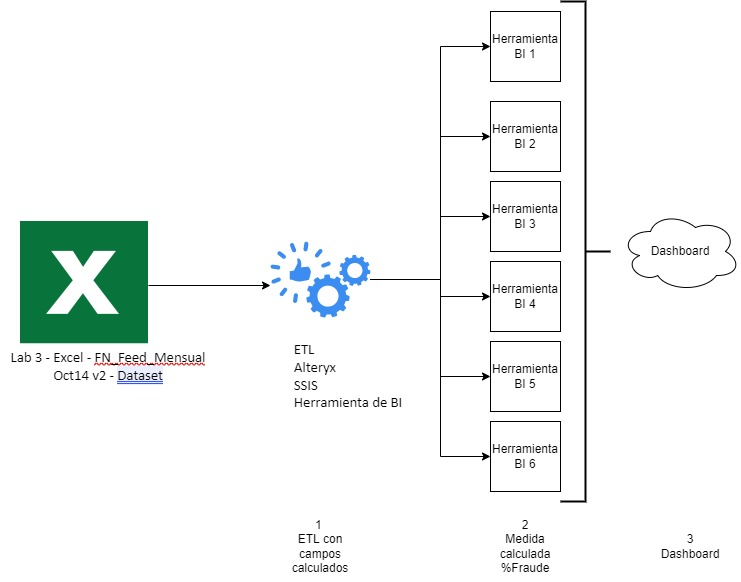 Herramienta
BI 1
Herramienta
BI 2
Herramienta
BI 3
Herramienta
BI 4
Herramienta
BI 5
Herramienta
BI 6
Dashboard
X
Lab 3 - Excel - FN_Feed_Mensual
Oct14 v2 - Dataset
ETL
Alteryx
SSIS
Herramienta de BI
1
ETL con
campos
calculados
2
Medida
calculada
%Fraude
3
Dashboard